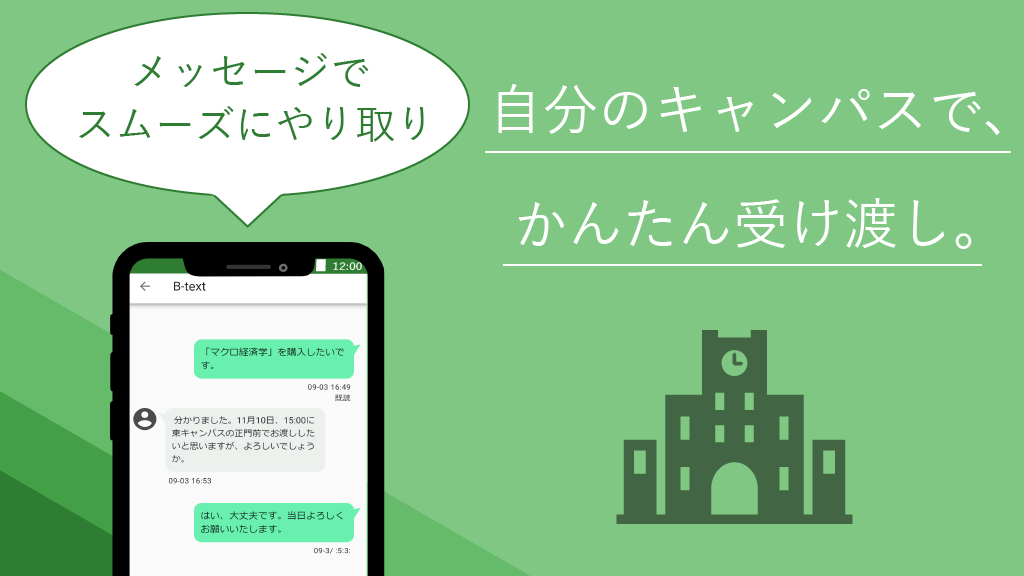 メッセージで
スムーズにやり取り
自分のキャンパスで、
かんたん受け渡し。
12:00
B-text
「マクロ経済学」を購入したいで
す。
09-03 16:49
既読
分かりました。11月10日、15:00に
東キャンパスの正門前でお渡しした
いと思いますが、よろしいでしょう
か。
09-03 16:53
はい、大丈夫です。当日よろしく
お願いいたします。
09-3/ :5:3: